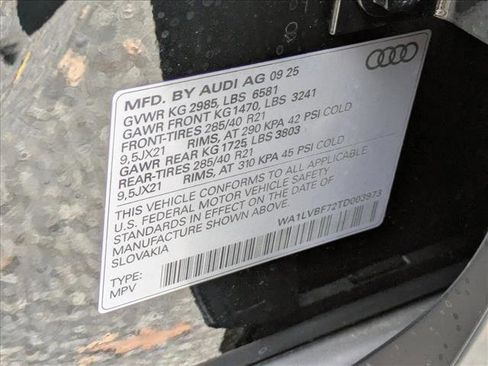 MFD. BY AUDI AG 09 25
GVWR KG 2985, LBS 6581
GAWR FRONT KG 1470, LBS 3241
FRONT-TIRES 285/40 R21
9,5JX21 RIMS, AT 290 KPA 42 PSI COLD
GAWR REAR KG 1725 LBS 3803
REAR-TIRES 285/40 R21
9,5JX21 RIMS, AT 310 KPA 45 PSI COLD
THIS VEHICLE CONFORMS TO ALL APPLICABLE
U.S. FEDERAL MOTOR VEHICLE SAFETY
STANDARDS IN EFFECT ON THE DATE OF
MANUFACTURE SHOWN ABOVE.
SLOVAKIA
WA1LVBF72TD003973
TYPE:
MPV